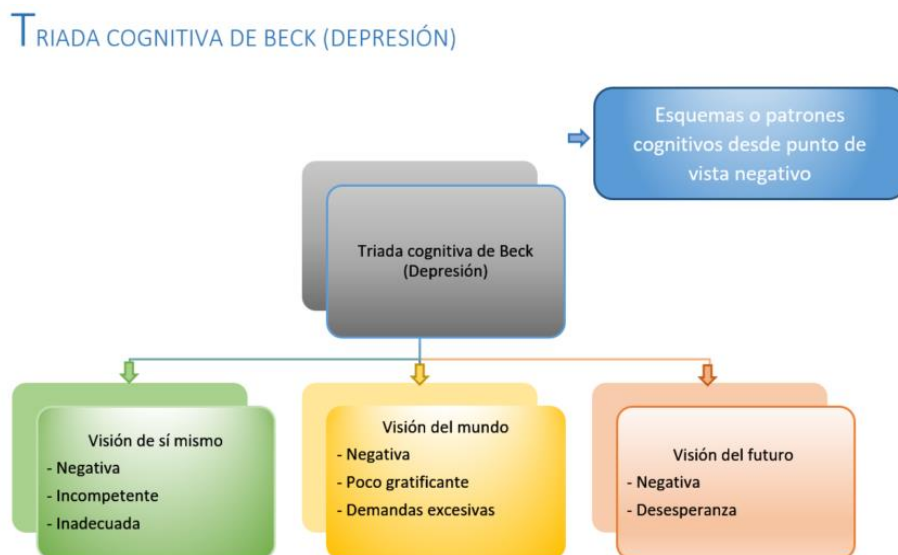 TRIADA COGNITIVA DE BECK (DEPRESIÓN)
Esquemas o patrones
cognitivos desde punto de
vista negativo
Triada cognitiva de Beck
(Depresión)
Visión de sí mismo
- Negativa
- Incompetente
- Inadecuada
Visión del mundo
- Negativa
- Poco gratificante
- Demandas excesivas
Visión del futuro
- Negativa
- Desesperanza